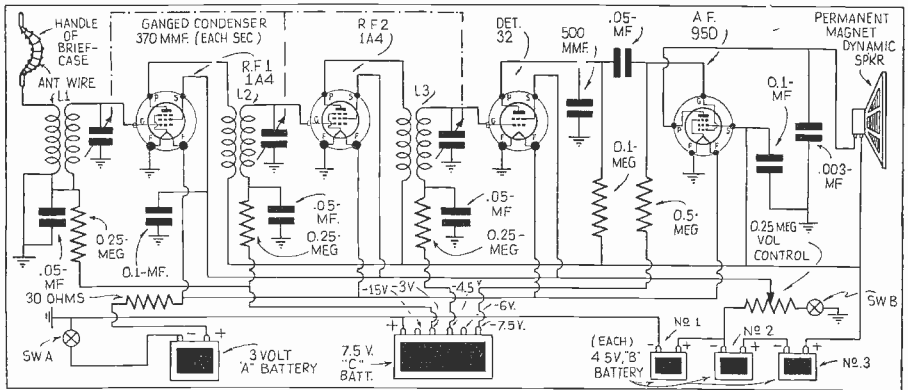 HANDLE OF
BRIEF-
CASE
ANT WIRE
L1
GANGED CONDENSER
370 MMF. (EACH SEC)
R.F.1
1A4
L2
R.F.2
1A4
L3
DET.
32
500
MMF.
.05-
MF
A.F.
950
PERMANENT
MAGNET
DYNAMIC
SPKR
P
S
G
F
F
P
S
G
F
F
P
S
G
F
F
G
P
S
F
F
0.1-
MF
.003-
MF
0.1-
MEG
0.5-
MEG
0.25 MEG
VOL
CONTROL
SW B
.05-
MF
0.25-
MEG
0.1-MF.
.05-
MF.
0.25-
MEG
.05-
MF
0.25-
MEG
30 OHMS
SW A
- +
3 VOLT
"A" BATTERY
+
-15V
-3V
-4.5V
-6V.
-7.5V.
7.5 V.
"C"
BATT.
(EACH)
45V,"B"
BATTERY
Nº 1
- +
Nº 2
- +
Nº.3
- +